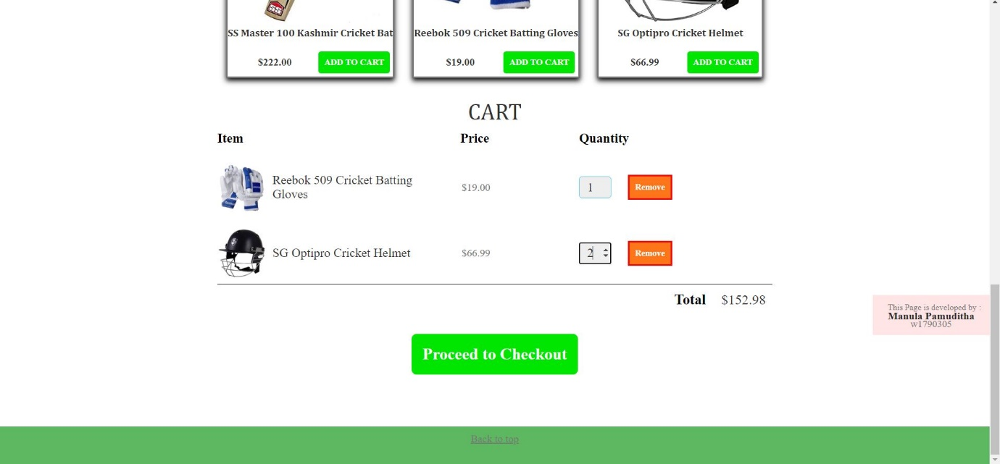 SS Master 100 Kashmir Cricket Bat
$222.00 ADD TO CART
Reebok 509 Cricket Batting Gloves
$19.00 ADD TO CART
SG Optipro Cricket Helmet
$66.99 ADD TO CART
CART
Item Price Quantity
Reebok 509 Cricket Batting
Gloves
$19.00 1 Remove
SG Optipro Cricket Helmet $66.99 2 Remove
Total $152.98
This Page is developed by :
Manula Pamuditha
w1790305
Proceed to Checkout
Back to top